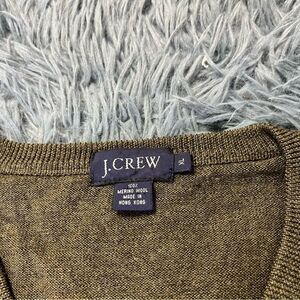 J.CREW
100%
MERINO WOOL
MADE IN
HONG KONG